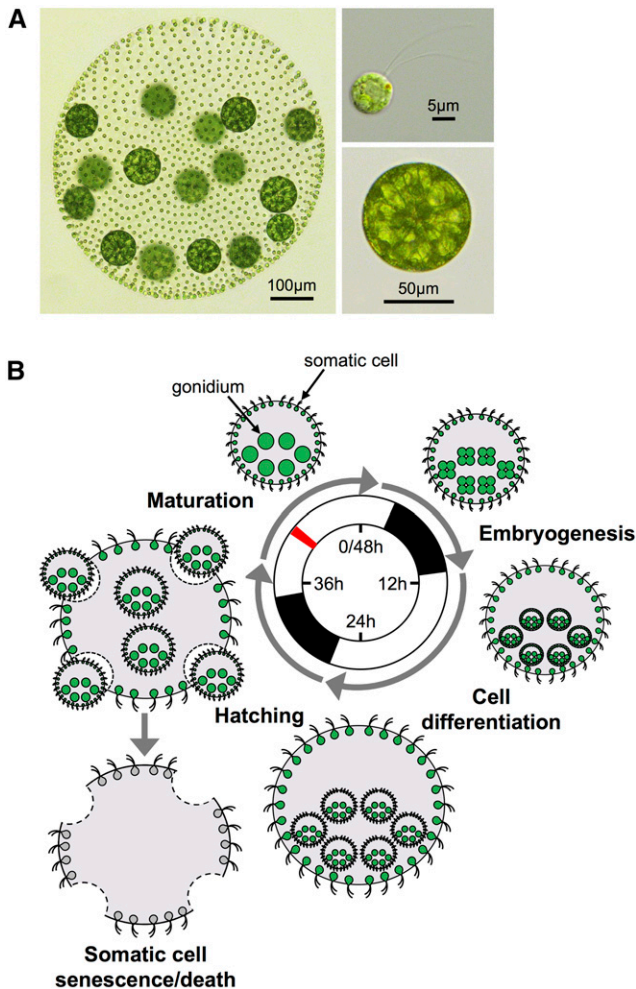 A
100µm
5µm
50µm
B
somatic cell
gonidium
Maturation
Embryogenesis
0/48h
36h
12h
24h
Hatching
Cell
differentiation
Somatic cell
senescence/death